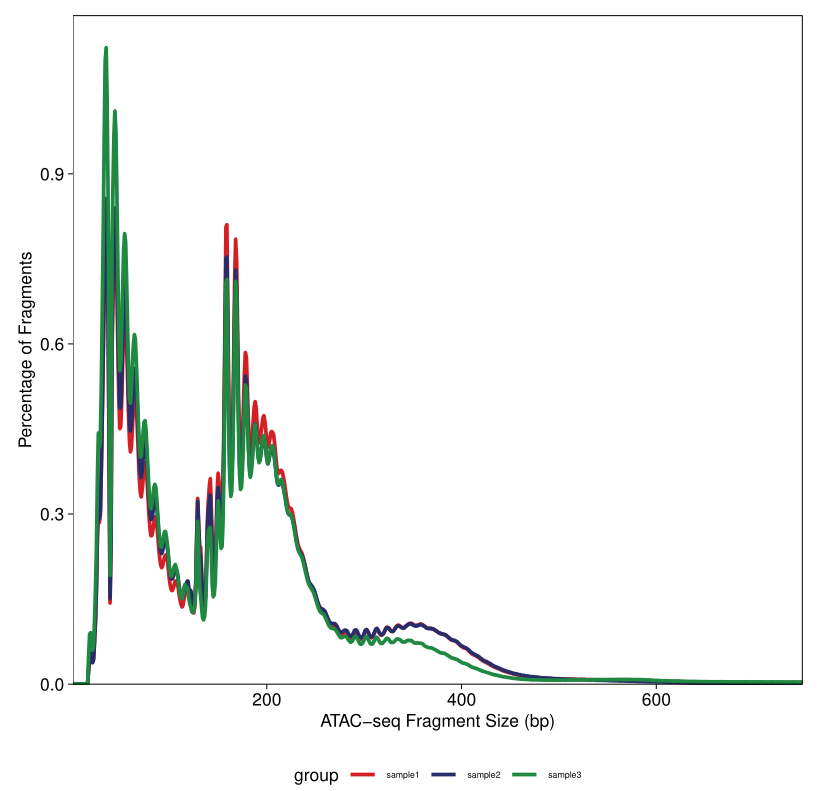 Percentage of Fragments
0.9
0.6
0.3
0.0
200 400 600
ATAC−seq Fragment Size (bp)
group sample1 sample2 sample3